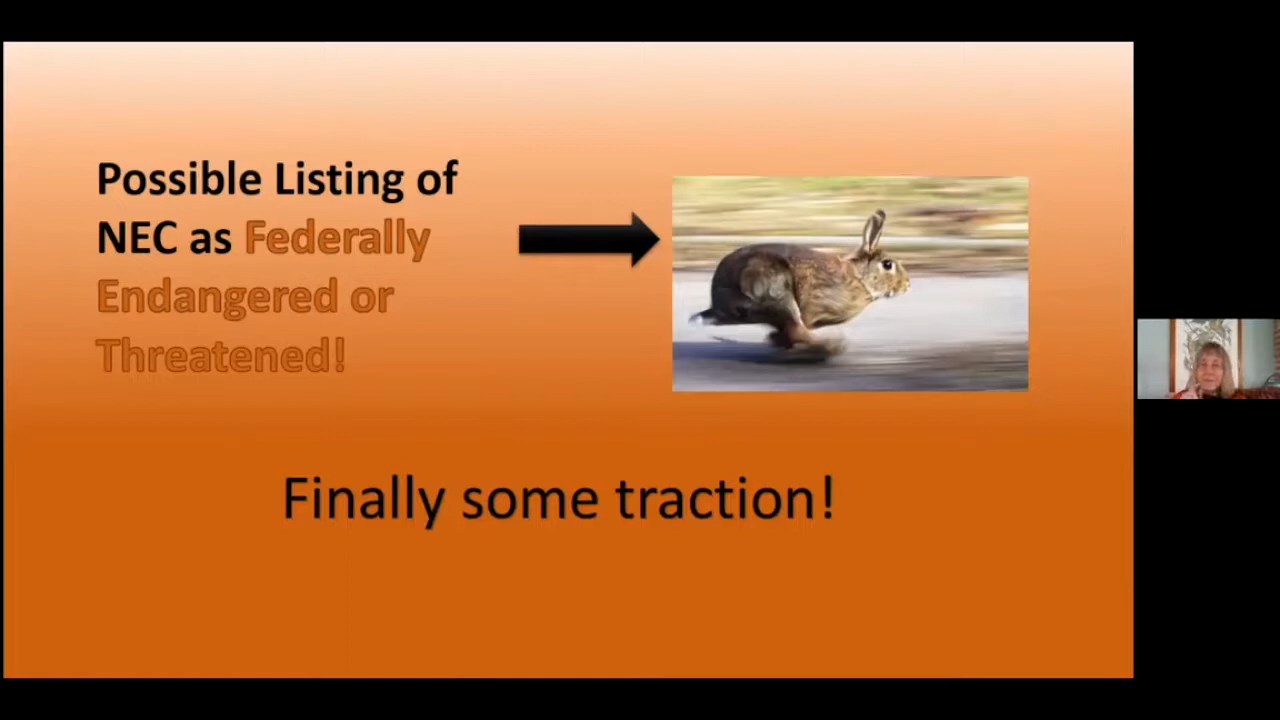 Possible Listing of
NEC as Federally
Endangered or
Threatened!
Finally some traction!